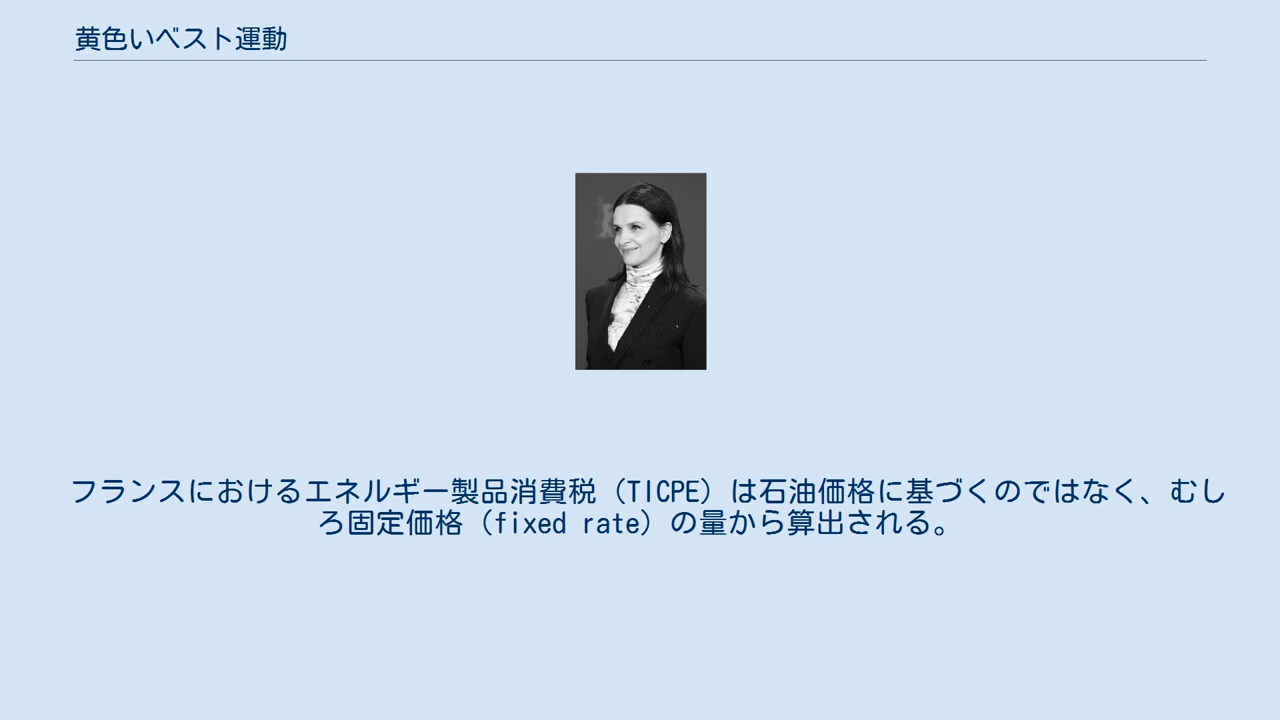 黄色いベスト運動
フランスにおけるエネルギー製品消費税（TICPE）は石油価格に基づくのではなく、むし
ろ固定価格（fixed rate）の量から算出される。